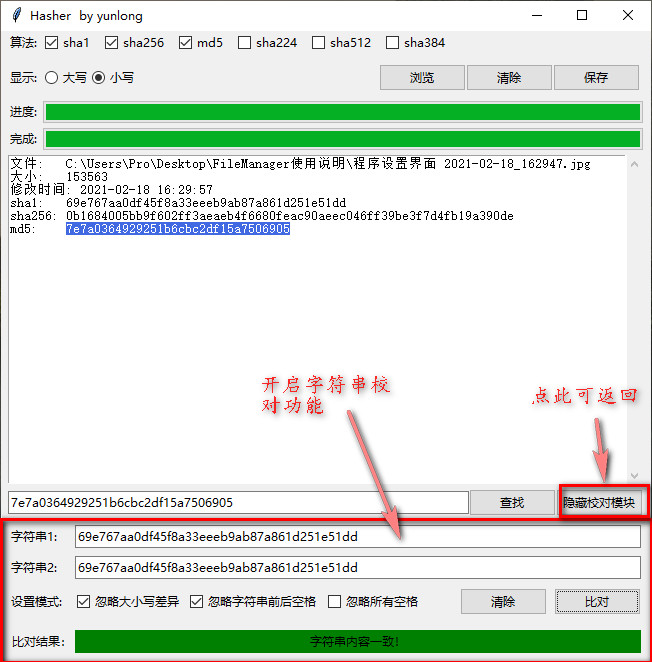 Hasher by yunlong
算法: sha1 sha256 md5 sha224 sha512 sha384
显示: 大写 小写 浏览 清除 保存
进度:
完成:
文件: C:\Users\Pro\Desktop\FileManager使用说明\程序设置界面 2021-02-18_162947.jpg
大小: 153563
修改时间: 2021-02-18 16:29:57
sha1: 69e767aa0df45f8a33eeeb9ab87a861d251e51dd
sha256: 0b1684005bb9f602ff3aeaeb4f6680feac90aeec046ff39be3f7d4fb19a390de
md5: 7e7a0364929251b6cbc2df15a7506905
开启字符串校
对功能
点此可返回
7e7a0364929251b6cbc2df15a7506905 查找 隐藏校对模块
字符串1: 69e767aa0df45f8a33eeeb9ab87a861d251e51dd
字符串2: 69e767aa0df45f8a33eeeb9ab87a861d251e51dd
设置模式: 忽略大小写差异 忽略字符串前后空格 忽略所有空格 清除 比对
比对结果: 字符串内容一致!